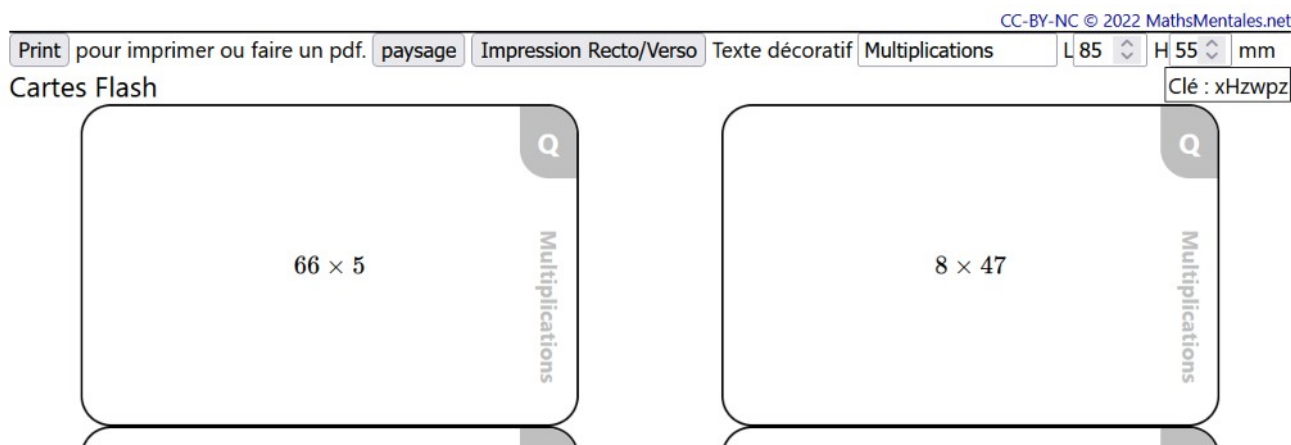 CC-BY-NC © 2022 MathsMentales.net
Print pour imprimer ou faire un pdf. paysage Impression Recto/Verso Texte décoratif Multiplications L 85 H 55 mm
Cartes Flash
Clé : xHzwpz
Q
66 × 5
Multiplications
Q
8 × 47
Multiplications